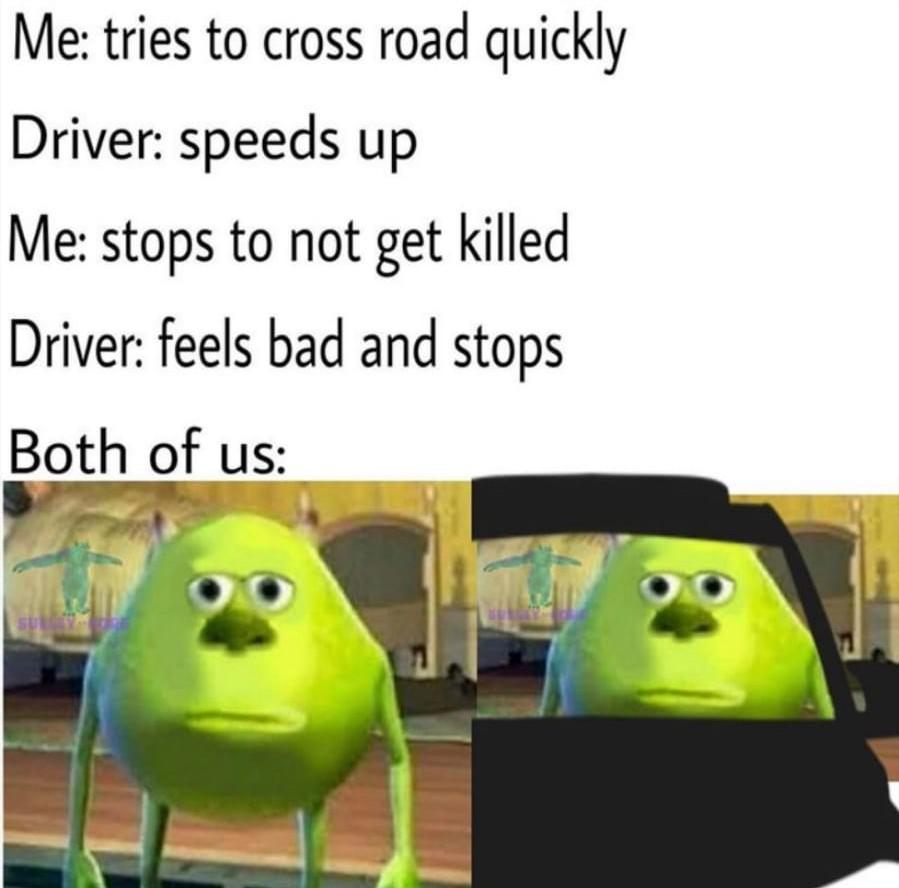 Me: tries to cross road quickly
Driver: speeds up
Me: stops to not get killed
Driver: feels bad and stops
Both of us: